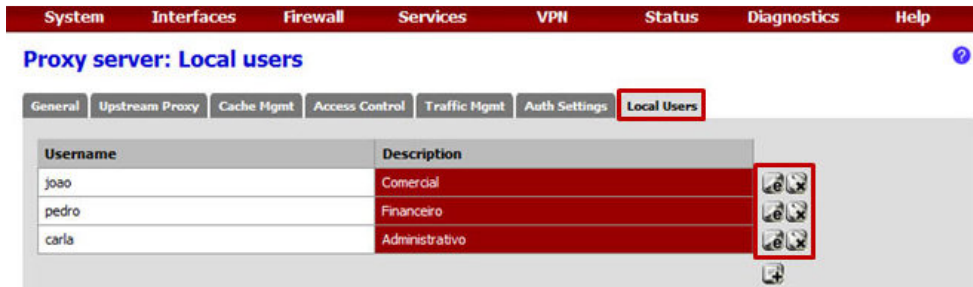 System Interfaces Firewall Services VPN Status Diagnostics Help
Proxy server: Local users ?
General Upstream Proxy Cache Mgmt Access Control Traffic Mgmt Auth Settings Local Users
Username Description
joao Comercial
pedro Financeiro
carla Administrativo